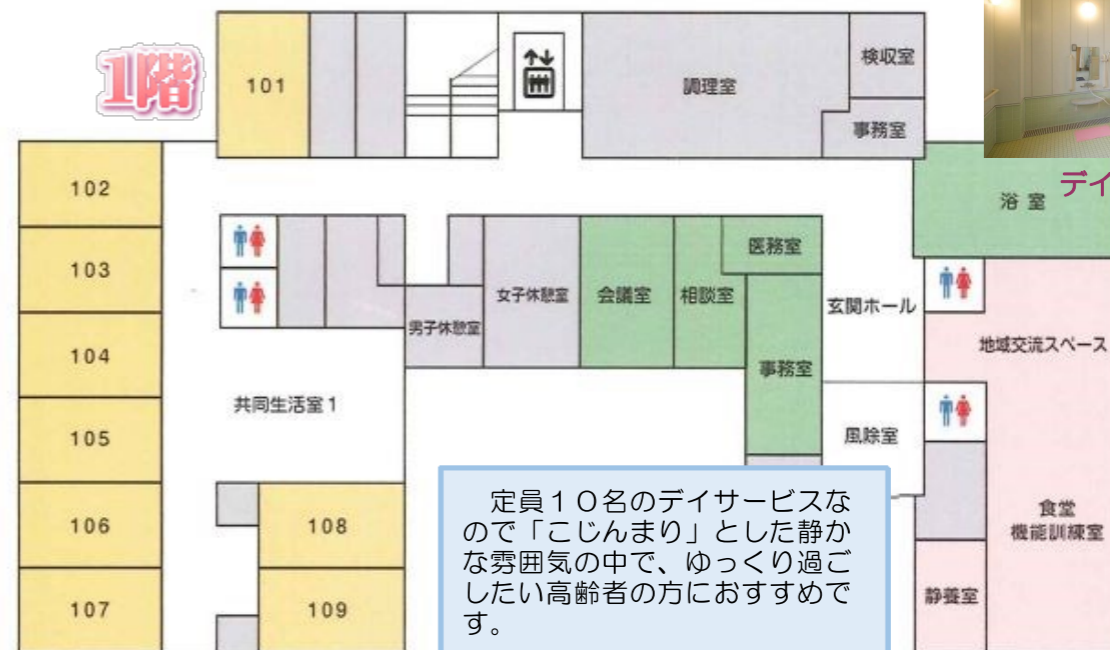 1階
101
調理室
検収室
事務室
102
浴室
デイ
103
医務室
女子休憩室
会議室
相談室
玄関ホール
男子休憩室
地域交流スペース
104
事務室
共同生活室1
105
風除室
106
108
食堂
機能訓練室
107
109
静養室
定員10名のデイサービスな
ので「こじんまり」とした静か
な雰囲気の中で、ゆっくり過ご
したい高齢者の方におすすめで
す。